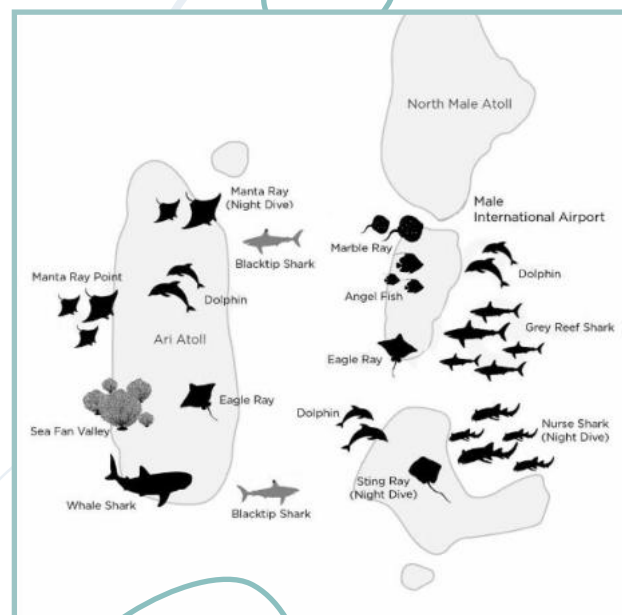 North Male Atoll
Manta Ray
(Night Dive)
Male
International Airport
Marble Ray
Blacktip Shark
Manta Ray Point
Dolphin
Dolphin
Angel Fish
Ari Atoll
Grey Reef Shark
Eagle Ray
Eagle Ray
Dolphin
Sea Fan Valley
Nurse Shark
(Night Dive)
Sting Ray
(Night Dive)
Whale Shark
Blacktip Shark